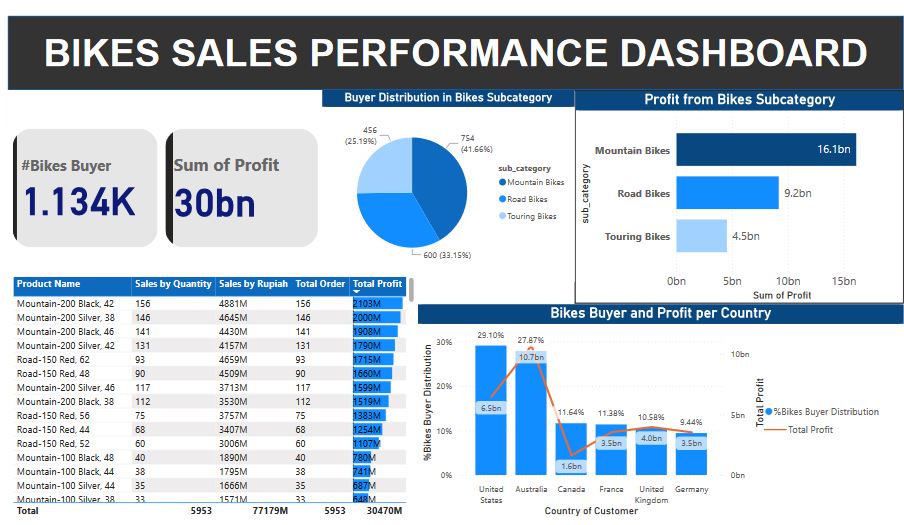 BIKES SALES PERFORMANCE DASHBOARD
#Bikes Buyer
1.134K
Sum of Profit
30bn
Buyer Distribution in Bikes Subcategory
456
(25.19%)
754
(41.66%)
600 (33.15%)
sub_category
Mountain Bikes
Road Bikes
Touring Bikes
Profit from Bikes Subcategory
sub_category
Mountain Bikes 16.1bn
Road Bikes 9.2bn
Touring Bikes 4.5bn
0bn 5bn 10bn 15bn
Sum of Profit
Product Name Sales by Quantity Sales by Rupiah Total Order Total Profit
Mountain-200 Black, 42 156 4881M 156 2103M
Mountain-200 Silver, 38 146 4645M 146 2000M
Mountain-200 Black, 46 141 4430M 141 1908M
Mountain-200 Silver, 42 131 4157M 131 1790M
Road-150 Red, 62 93 4659M 93 1715M
Road-150 Red, 48 90 4509M 90 1660M
Mountain-200 Silver, 46 117 3713M 117 1599M
Mountain-200 Black, 38 112 3530M 112 1519M
Road-150 Red, 56 75 3757M 75 1383M
Road-150 Red, 44 68 3407M 68 1254M
Road-150 Red, 52 60 3006M 60 1107M
Mountain-100 Black, 48 40 1890M 40 780M
Mountain-100 Black, 44 38 1795M 38 741M
Mountain-100 Silver, 44 35 1666M 35 687M
Mountain-100 Silver, 38 33 1571M 33 648M
Total 5953 77179M 5953 30470M
Bikes Buyer and Profit per Country
%Bikes Buyer Distribution
30%
20%
10%
0%
29.10% 27.87% 11.64% 11.38% 10.58% 9.44%
6.5bn 10.7bn 1.6bn 3.5bn 4.0bn 3.5bn
United States Australia Canada France United Kingdom Germany
Country of Customer
10bn
5bn
0bn
Total Profit
%Bikes Buyer Distribution
Total Profit